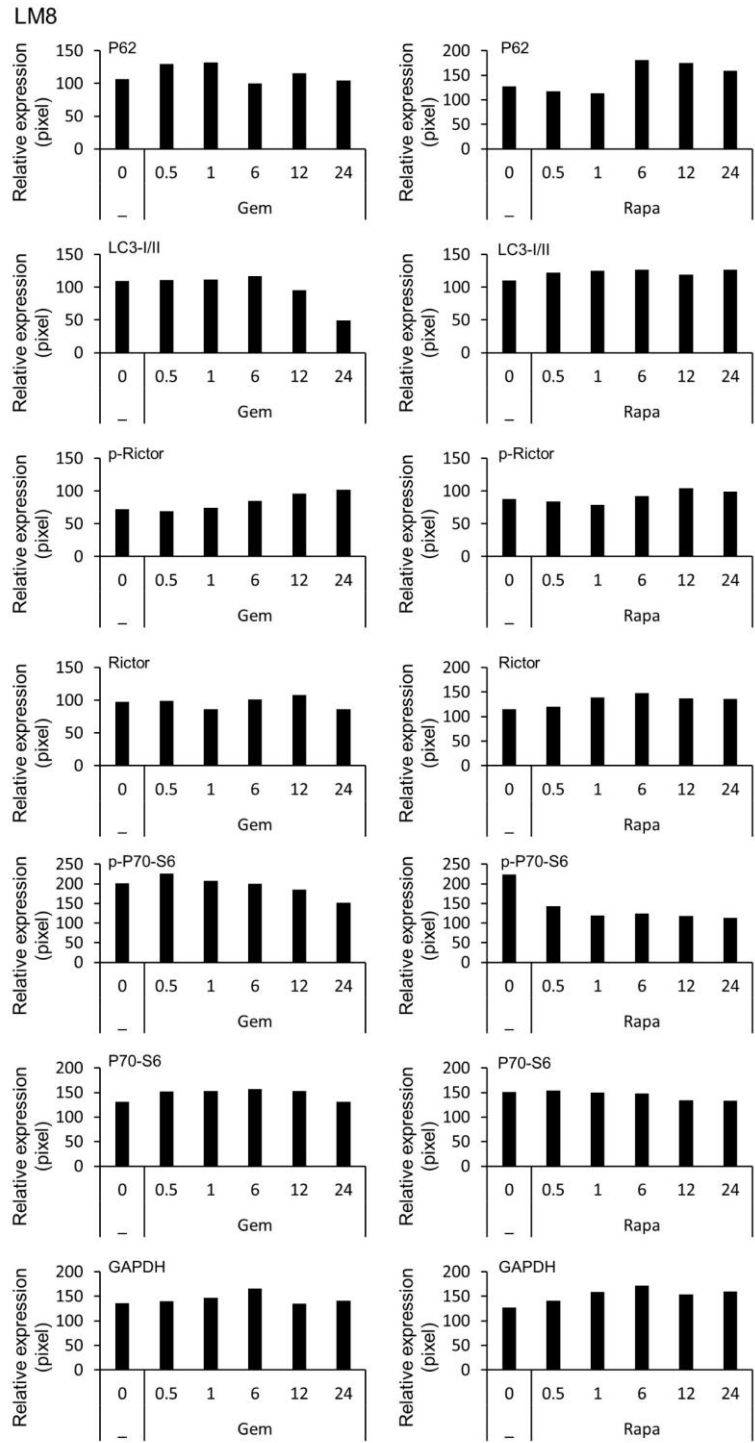 LM8
P62
Relative expression
(pixel)
150
100
50
0
0 0.5 1 6 12 24
– Gem
P62
Relative expression
(pixel)
200
150
100
50
0
0 0.5 1 6 12 24
– Rapa
LC3-I/II
Relative expression
(pixel)
150
100
50
0
0 0.5 1 6 12 24
– Gem
LC3-I/II
Relative expression
(pixel)
150
100
50
0
0 0.5 1 6 12 24
– Rapa
p-Rictor
Relative expression
(pixel)
150
100
50
0
0 0.5 1 6 12 24
– Gem
p-Rictor
Relative expression
(pixel)
150
100
50
0
0 0.5 1 6 12 24
– Rapa
Rictor
Relative expression
(pixel)
150
100
50
0
0 0.5 1 6 12 24
– Gem
Rictor
Relative expression
(pixel)
200
150
100
50
0
0 0.5 1 6 12 24
– Rapa
p-P70-S6
Relative expression
(pixel)
250
200
150
100
50
0
0 0.5 1 6 12 24
– Gem
p-P70-S6
Relative expression
(pixel)
250
200
150
100
50
0
0 0.5 1 6 12 24
– Rapa
P70-S6
Relative expression
(pixel)
200
150
100
50
0
0 0.5 1 6 12 24
– Gem
P70-S6
Relative expression
(pixel)
200
150
100
50
0
0 0.5 1 6 12 24
– Rapa
GAPDH
Relative expression
(pixel)
200
150
100
50
0
0 0.5 1 6 12 24
– Gem
GAPDH
Relative expression
(pixel)
200
150
100
50
0
0 0.5 1 6 12 24
– Rapa